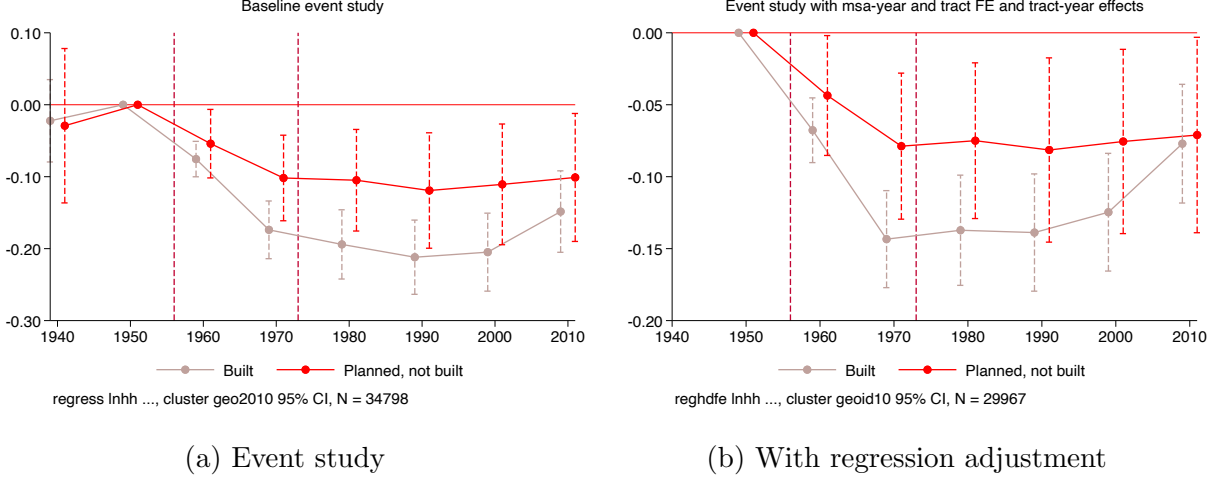 Baseline event study
0.10
0.00
-0.10
-0.20
-0.30
1940 1950 1960 1970 1980 1990 2000 2010
Built Planned, not built
regress lnhh ..., cluster geo2010 95% CI, N = 34798
(a) Event study
Event study with msa-year and tract FE and tract-year effects
0.00
-0.05
-0.10
-0.15
-0.20
1940 1950 1960 1970 1980 1990 2000 2010
Built Planned, not built
reghdfe lnhh ..., cluster geoid10 95% CI, N = 29967
(b) With regression adjustment